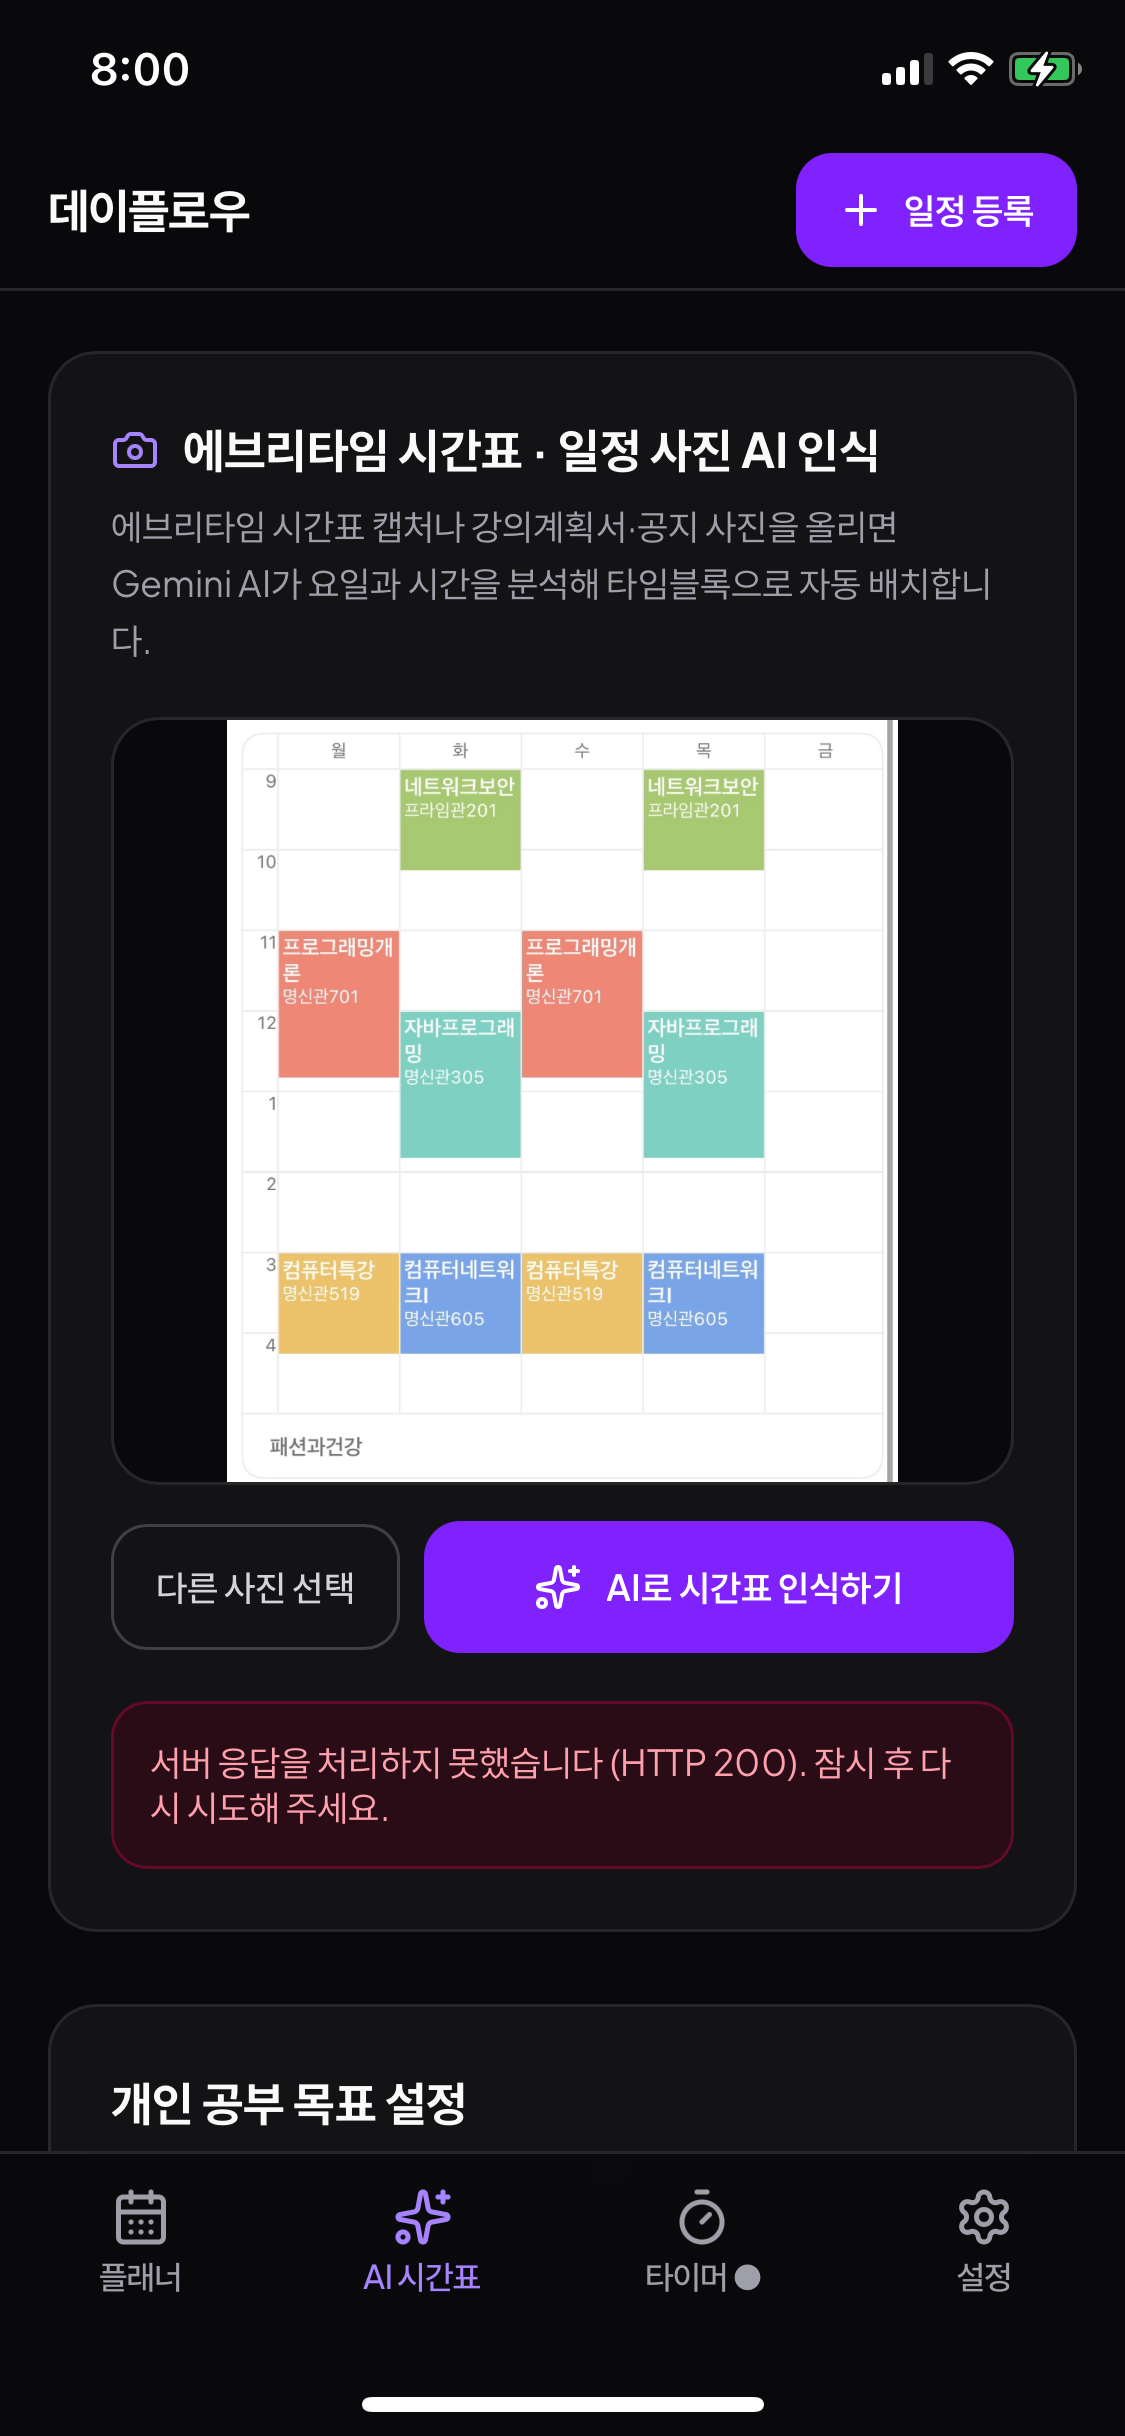 8:00
데이플로우
일정 등록
에브리타임 시간표 · 일정 사진 AI 인식
에브리타임 시간표 캡처나 강의계획서·공지 사진을 올리면
Gemini AI가 요일과 시간을 분석해 타임블록으로 자동 배치합니
다.
월 화 수 목 금
9
네트워크보안
프라임관201
네트워크보안
프라임관201
10
11
프로그래밍개
론
명신관701
프로그래밍개
론
명신관701
12
자바프로그래
밍
명신관305
자바프로그래
밍
명신관305
1
2
3
컴퓨터특강
명신관519
컴퓨터네트워
크I
명신관605
컴퓨터특강
명신관519
컴퓨터네트워
크I
명신관605
4
패션과건강
다른 사진 선택
AI로 시간표 인식하기
서버 응답을 처리하지 못했습니다 (HTTP 200). 잠시 후 다
시 시도해 주세요.
개인 공부 목표 설정
플래너
AI 시간표
타이머
설정